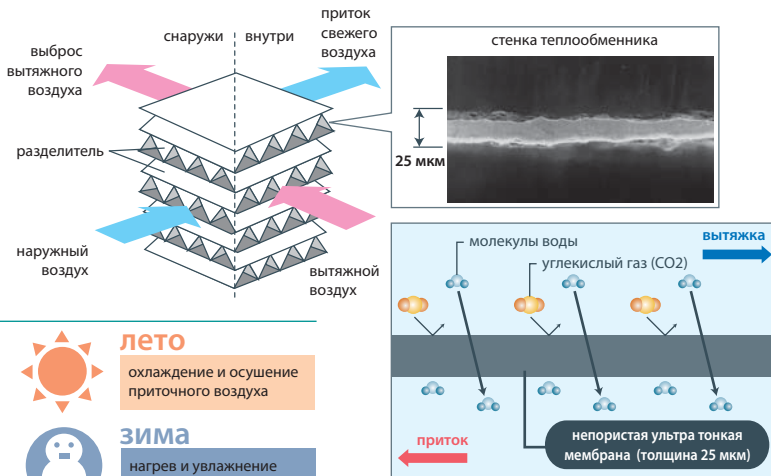 снаружи
внутри
приток
свежего
воздуха
выброс
вытяжного
воздуха
разделитель
наружный
воздух
вытяжной
воздух
стенка теплообменника
25 мкм
молекулы воды
углекислый газ (CO2)
вытяжка
приток
непористая ультра тонкая
мембрана (толщина 25 мкм)
лето
охлаждение и осушение
приточного воздуха
зима
нагрев и увлажнение